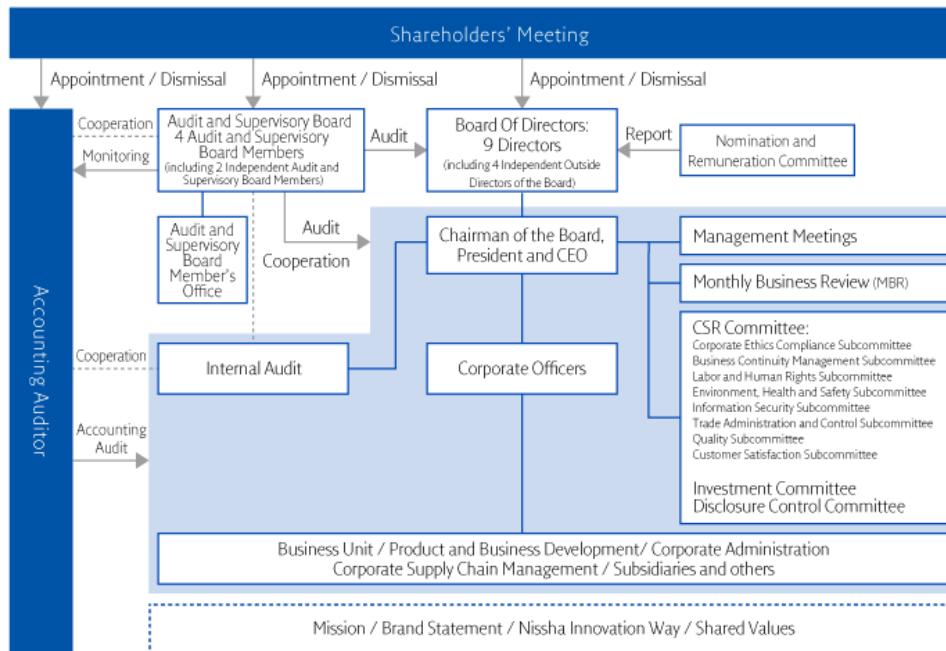 Shareholders' Meeting
Appointment / Dismissal
Appointment / Dismissal
Appointment / Dismissal
Cooperation
Monitoring
Audit and Supervisory Board
4 Audit and Supervisory
Board Members
(including 2 Independent Audit and
Supervisory Board Members)
Audit
Board Of Directors:
9 Directors
(including 4 Independent Outside
Directors of the Board)
Report
Nomination and
Remuneration Committee
Audit and
Supervisory
Board
Member's
Office
Audit
Cooperation
Chairman of the Board,
President and CEO
Management Meetings
Monthly Business Review (MBR)
Accounting Auditor
Cooperation
Internal Audit
Corporate Officers
CSR Committee:
Corporate Ethics Compliance Subcommittee
Business Continuity Management Subcommittee
Labor and Human Rights Subcommittee
Environment, Health and Safety Subcommittee
Information Security Subcommittee
Trade Administration and Control Subcommittee
Quality Subcommittee
Customer Satisfaction Subcommittee
Investment Committee
Disclosure Control Committee
Accounting
Audit
Business Unit / Product and Business Development/ Corporate Administration
Corporate Supply Chain Management / Subsidiaries and others
Mission / Brand Statement / Nissha Innovation Way / Shared Values